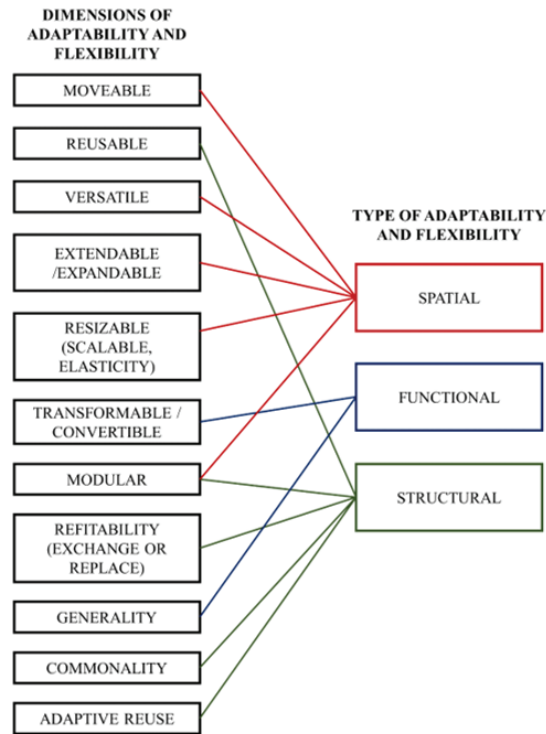 DIMENSIONS OF
ADAPTABILITY AND
FLEXIBILITY
MOVEABLE
REUSABLE
VERSATILE
EXTENDABLE
/EXPANDABLE
RESIZABLE
(SCALABLE,
ELASTICITY)
TRANSFORMABLE /
CONVERTIBLE
MODULAR
REFITABILITY
(EXCHANGE OR
REPLACE)
GENERALITY
COMMONALITY
ADAPTIVE REUSE
TYPE OF ADAPTABILITY
AND FLEXIBILITY
SPATIAL
FUNCTIONAL
STRUCTURAL